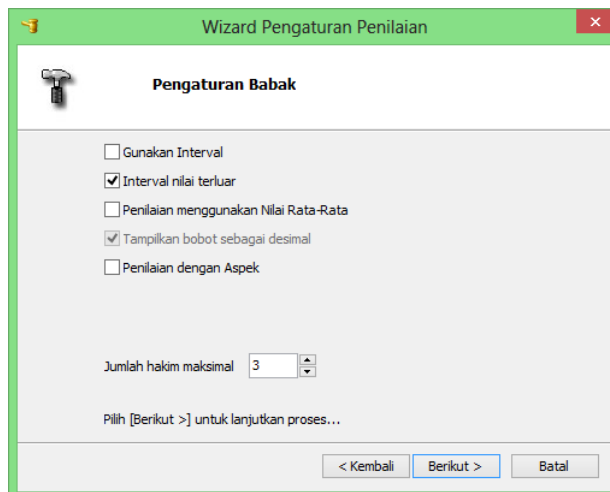 Wizard Pengaturan Penilaian
Pengaturan Babak
Gunakan Interval
Interval nilai terluar
Penilaian menggunakan Nilai Rata-Rata
Tampilkan bobot sebagai desimal
Penilaian dengan Aspek
Jumlah hakim maksimal 3
Pilih [Berikut >] untuk lanjutkan proses...
< Kembali Berikut > Batal